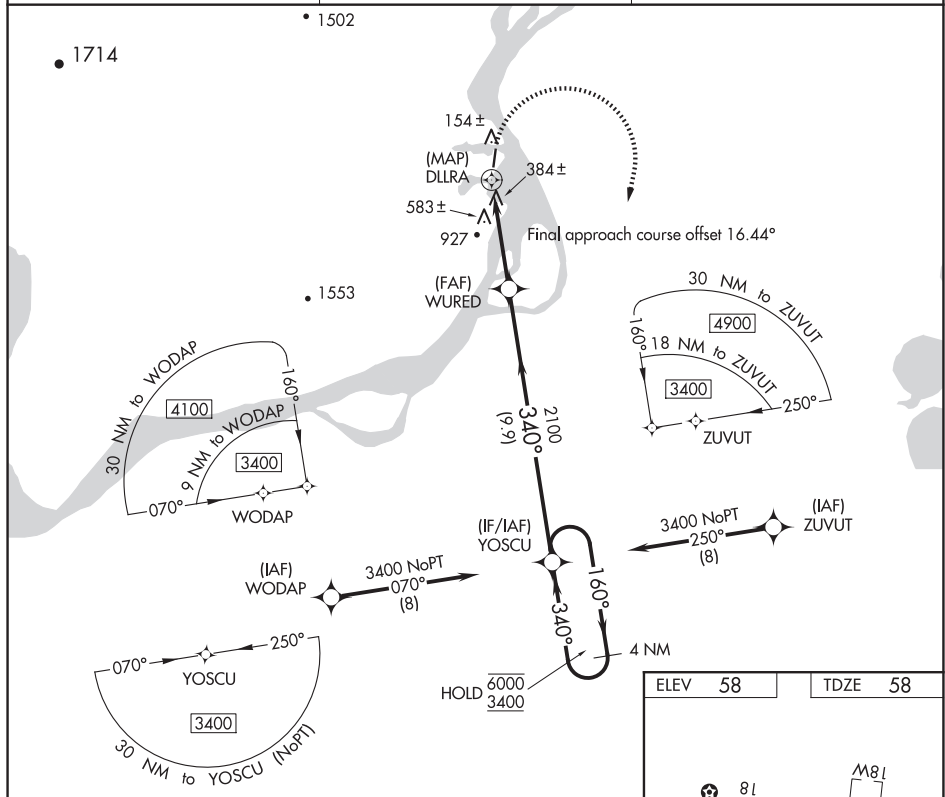 1502
1714
154±
(MAP)
DLLRA
384±
583±
927
Final approach course offset 16.44°
(FAF)
WURED
1553
30 NM to ZUVUT
4900
160°
18 NM to ZUVUT
3400
250°
ZUVUT
30 NM to WODAP
4100
160°
9 NM to WODAP
3400
070°
WODAP
2100
340°
(9.9)
(IF/IAF)
YOSCU
(IAF)
ZUVUT
3400 NoPT
250°
(8)
(IAF)
WODAP
3400 NoPT
070°
(8)
160°
340°
4 NM
HOLD 6000
3400
070°
250°
YOSCU
3400
30 NM to YOSCU (NoPT)
ELEV 58
TDZE 58
18
18W